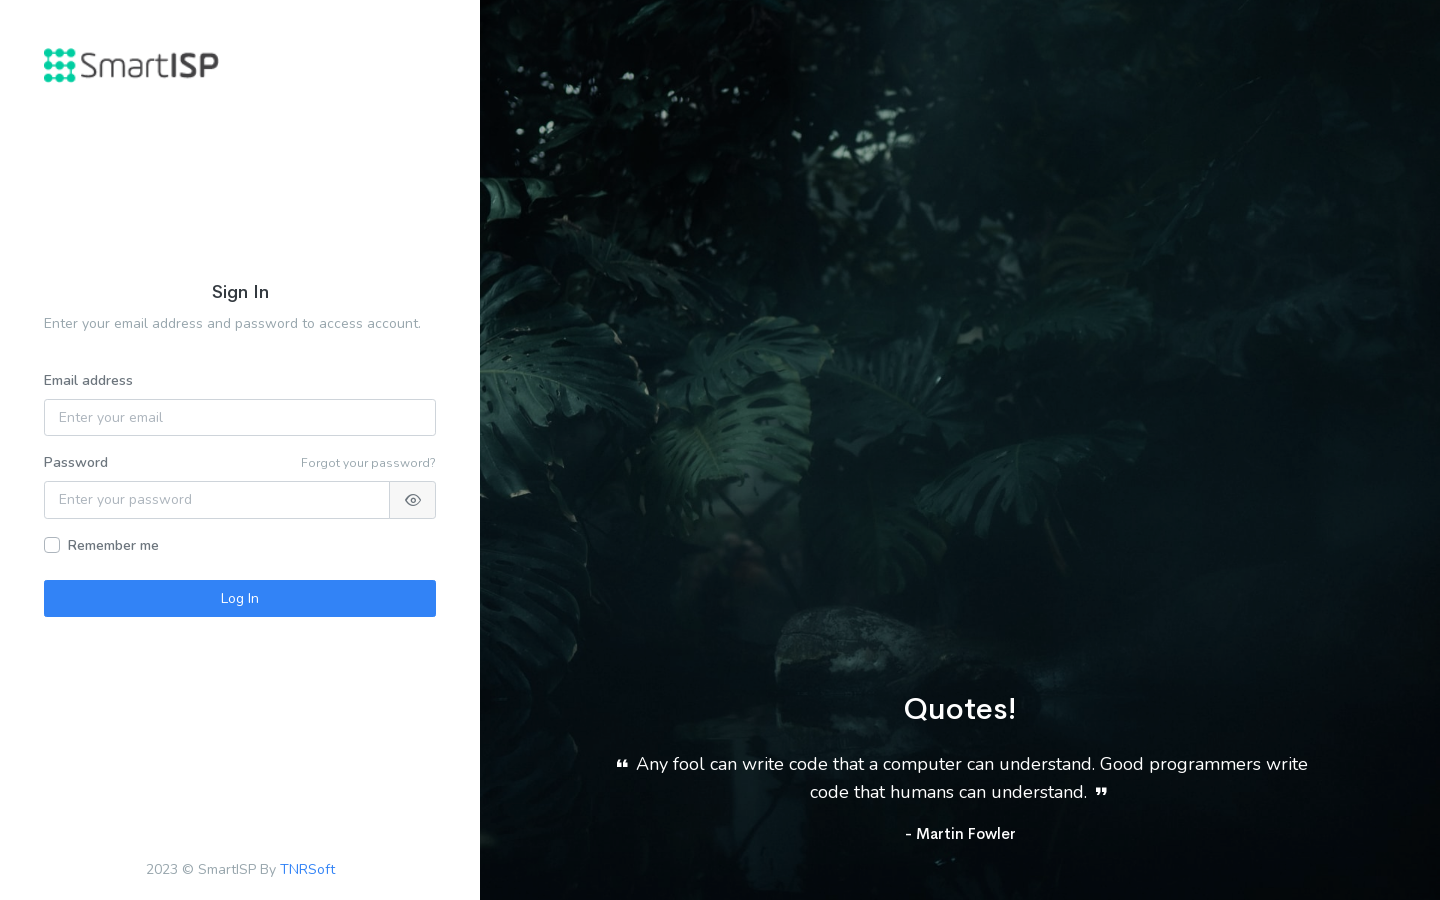 SmartISP
Sign In
Enter your email address and password to access account.
Email address
Enter your email
Password
Forgot your password?
Enter your password
Remember me
Log In
2023 © SmartISP By TNRSoft
Quotes!
❝ Any fool can write code that a computer can understand. Good programmers write
code that humans can understand. ❞
- Martin Fowler